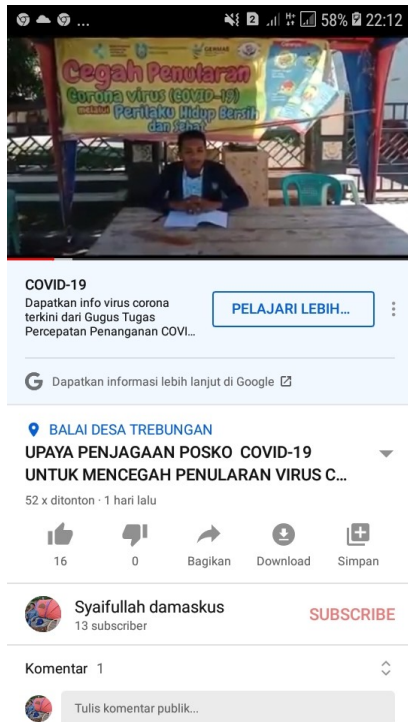 ... 2 H+ 58% 22:12
GERMAS
Cegah Penularan
Corona virus (COVID-19)
melalui Perilaku Hidup Bersih
dan Sehat
COVID-19
Dapatkan info virus corona
terkini dari Gugus Tugas
Percepatan Penanganan COVI...
PELAJARI LEBIH...
G Dapatkan informasi lebih lanjut di Google
BALAI DESA TREBUNGAN
UPAYA PENJAGAAN POSKO COVID-19
UNTUK MENCEGAH PENULARAN VIRUS C...
52 x ditonton · 1 hari lalu
16 0 Bagikan Download Simpan
Syaifullah damaskus
13 subscriber
SUBSCRIBE
Komentar 1
Tulis komentar publik...